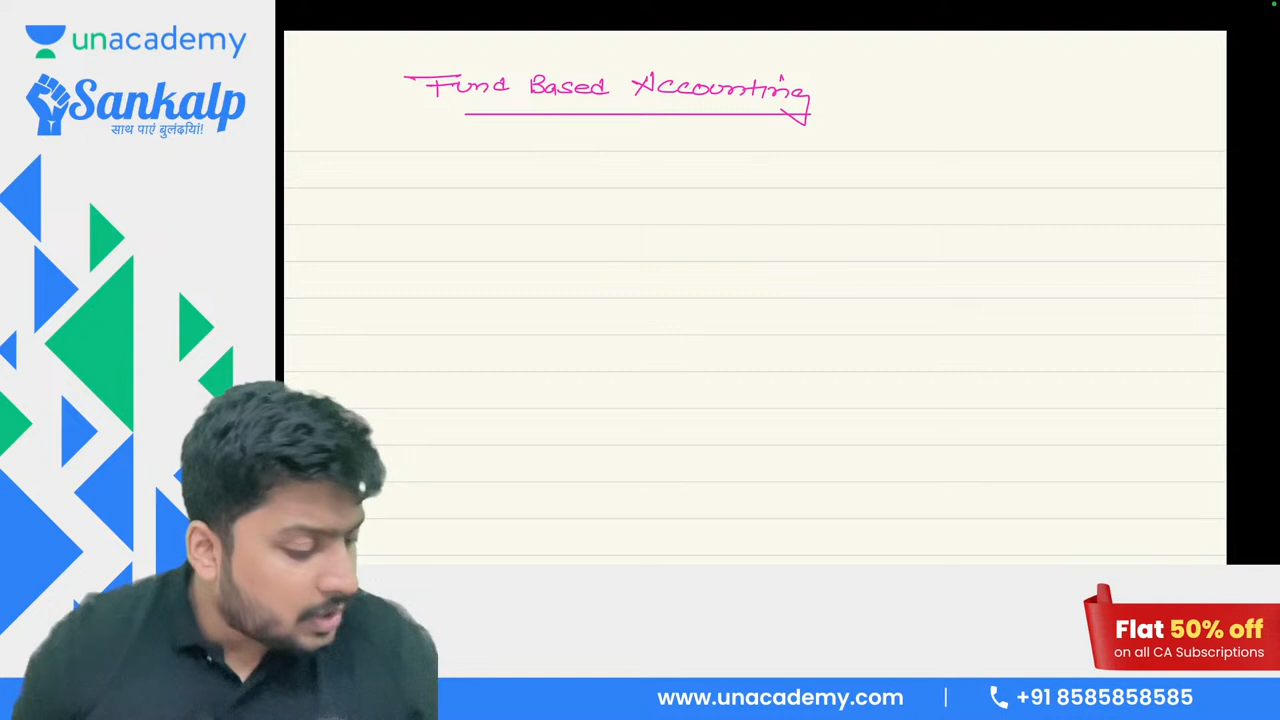 unacademy
Sankalp
साथ पाएं बुलंदियां!
Fund Based Accounting
Flat 50% off
on all CA Subscriptions
www.unacademy.com | +91 8585858585